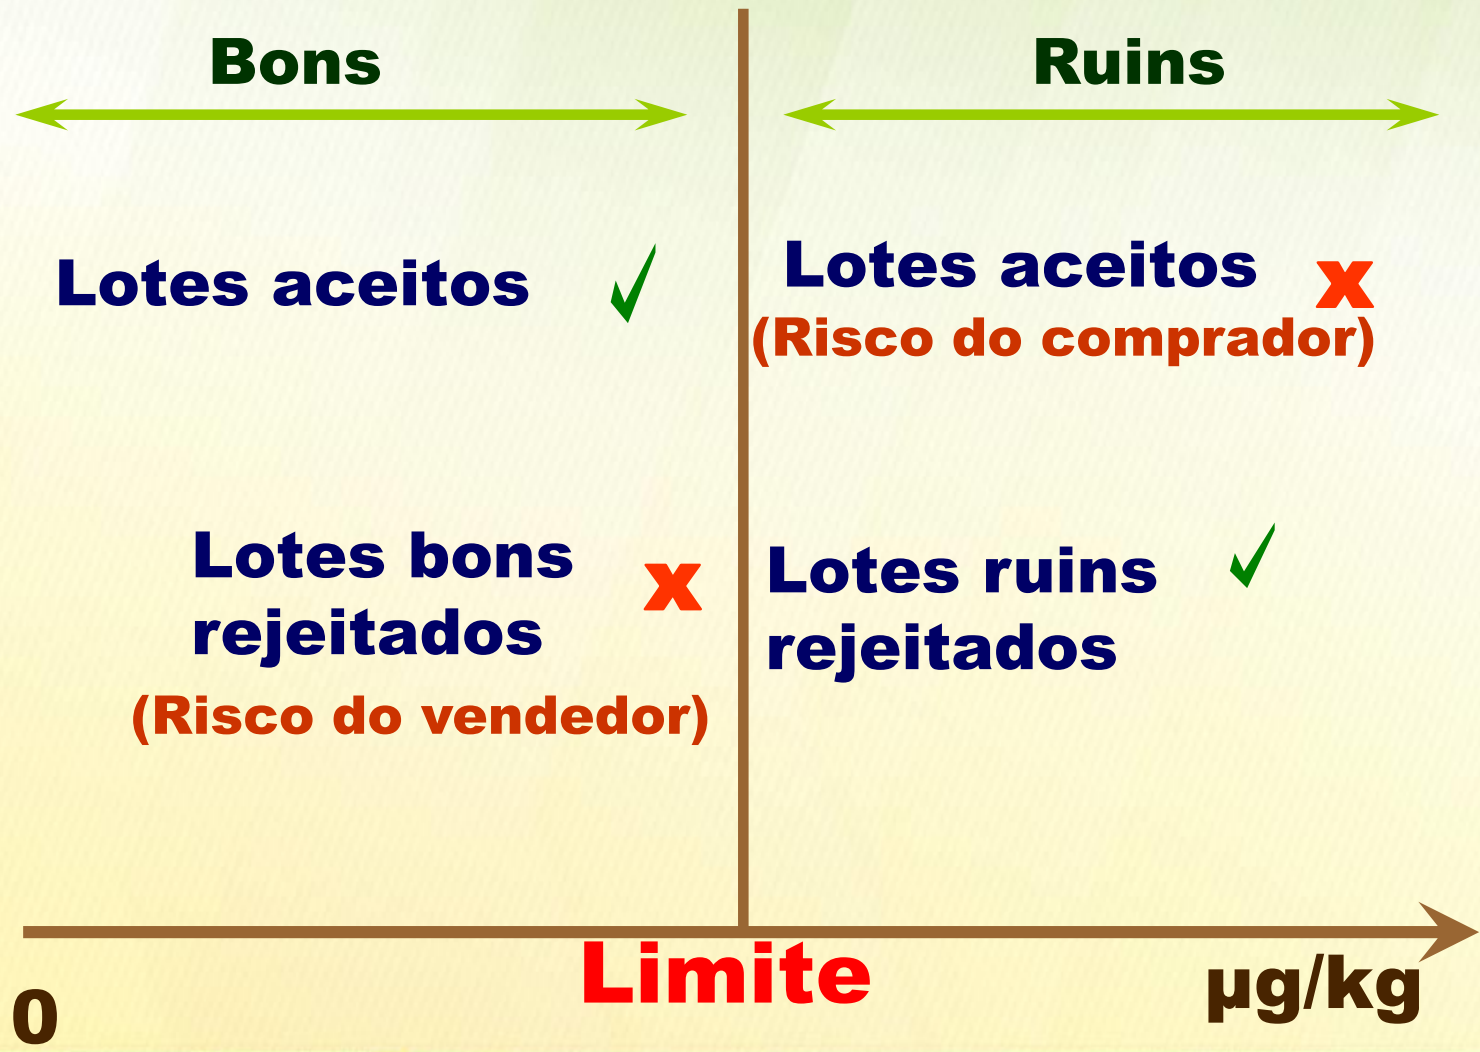 Bons
Ruins
Lotes aceitos
Lotes aceitos
x
(Risco do comprador)
Lotes bons
rejeitados
x
(Risco do vendedor)
Lotes ruins
rejeitados
Limite
µg/kg
0